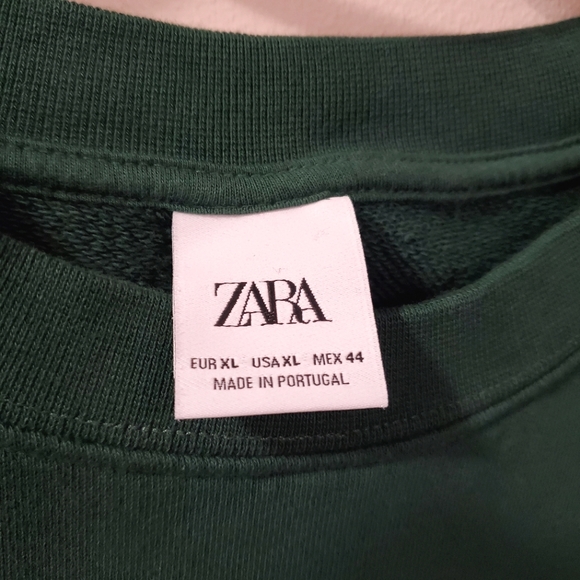 ZARA
EUR XL USA XL MEX 44
MADE IN PORTUGAL